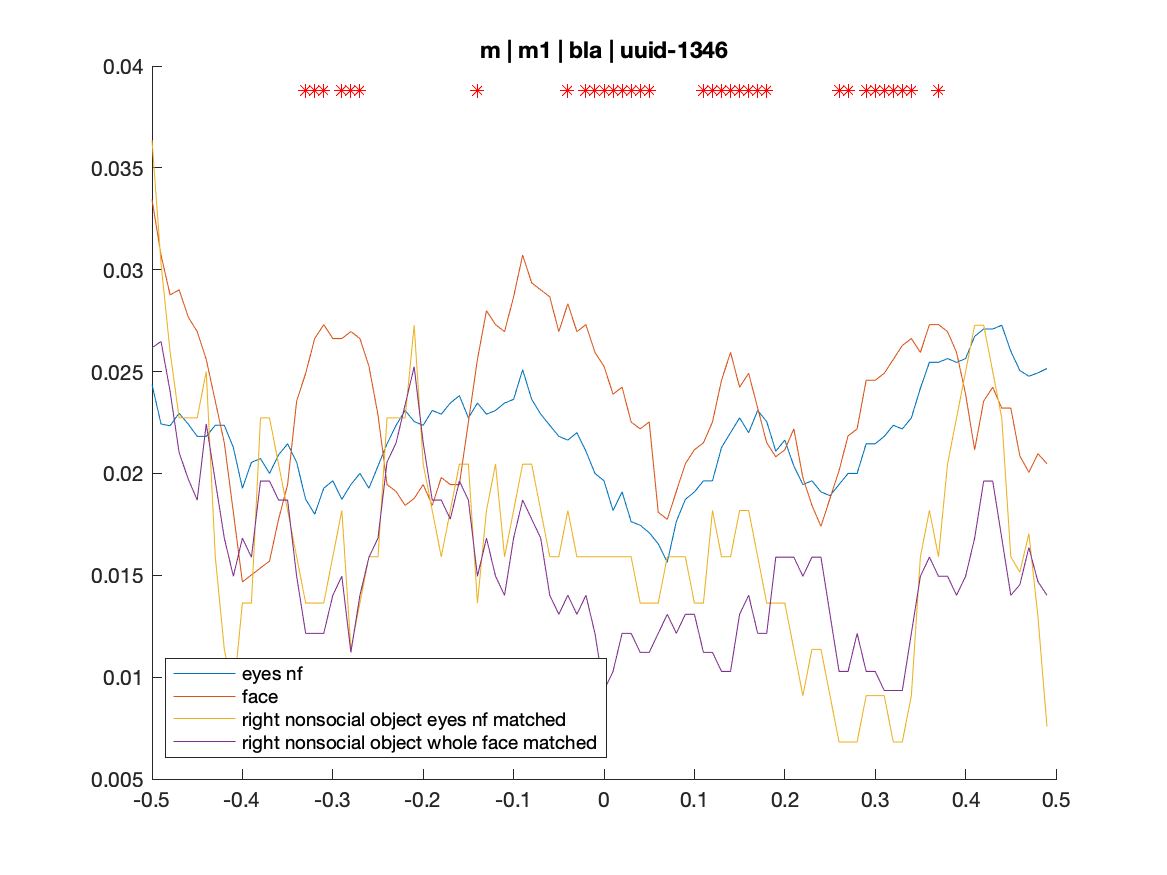 m | m1 | bla | uuid-1346
0.04
0.035
0.03
0.025
0.02
0.015
0.01
0.005
eyes nf
face
right nonsocial object eyes nf matched
right nonsocial object whole face matched
-0.5 -0.4 -0.3 -0.2 -0.1 0 0.1 0.2 0.3 0.4 0.5